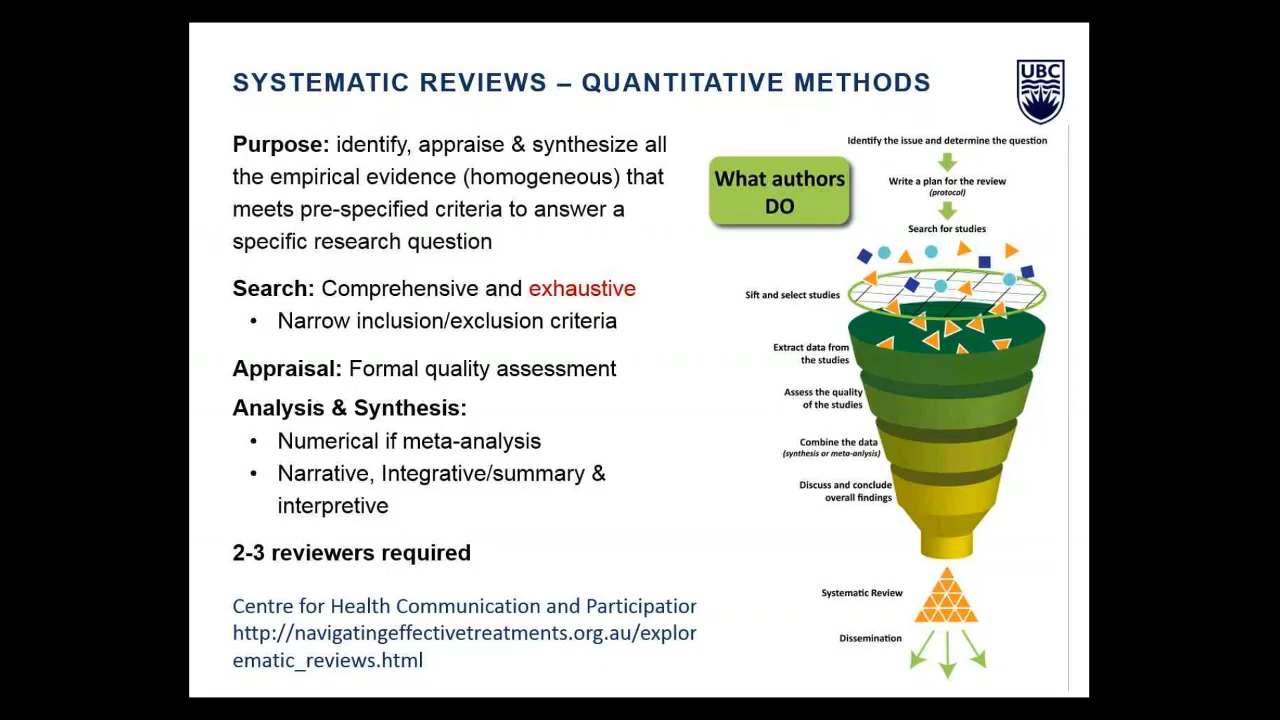 SYSTEMATIC REVIEWS – QUANTITATIVE METHODS
UBC
Purpose: identify, appraise & synthesize all
the empirical evidence (homogeneous) that
meets pre-specified criteria to answer a
specific research question
Search: Comprehensive and exhaustive
• Narrow inclusion/exclusion criteria
Appraisal: Formal quality assessment
Analysis & Synthesis:
• Numerical if meta-analysis
• Narrative, Integrative/summary &
interpretive
2-3 reviewers required
Centre for Health Communication and Participation
http://navigatingeffectivetreatments.org.au/explor
ematic_reviews.html
What authors
DO
Identify the issue and determine the question
Write a plan for the review
(protocol)
Search for studies
Sift and select studies
Extract data from
the studies
Assess the quality
of the studies
Combine the data
(synthesis or meta-anlysis)
Discuss and conclude
overall findings
Systematic Review
Dissemination